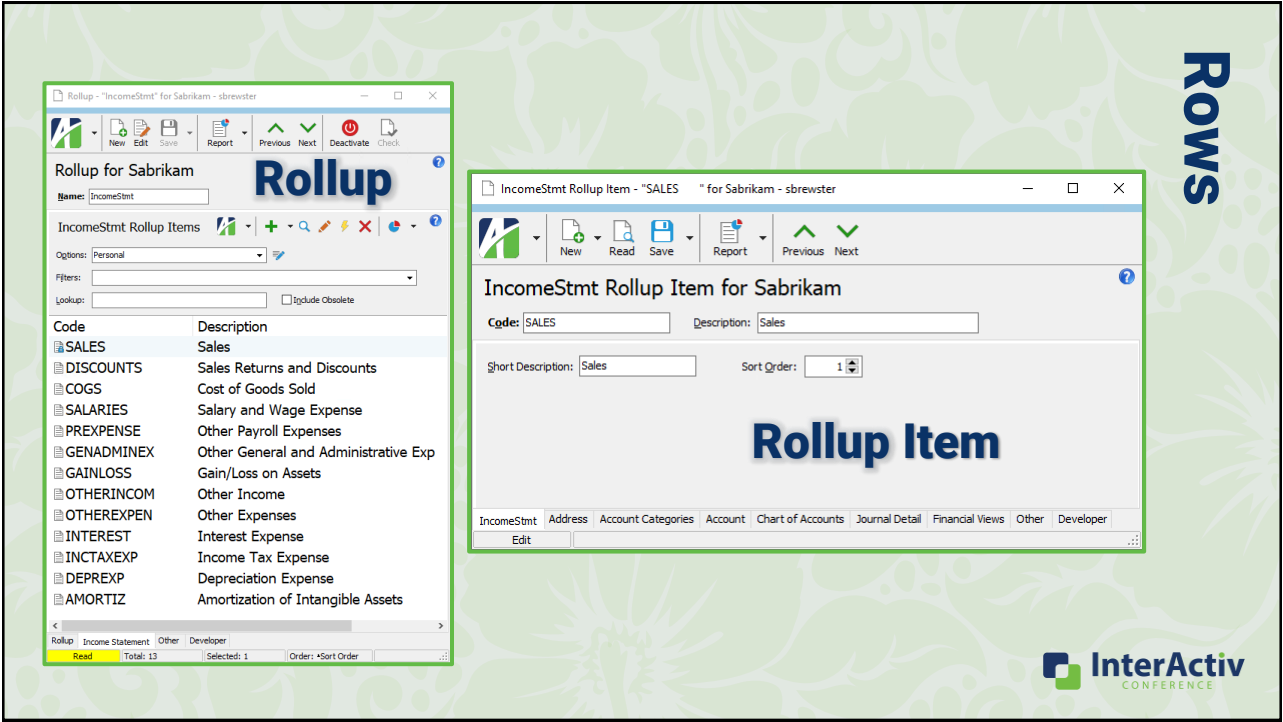 Rows
Rollup - "IncomeStmt" for Sabrikam - sbrewster
New Edit Save Report Previous Next Deactivate Check
Rollup for Sabrikam
Rollup
Name: IncomeStmt
IncomeStmt Rollup Items
Options: Personal
Filters:
Lookup: Include Obsolete
Code Description
SALES Sales
DISCOUNTS Sales Returns and Discounts
COGS Cost of Goods Sold
SALARIES Salary and Wage Expense
PREXPENSE Other Payroll Expenses
GENADMINEX Other General and Administrative Exp
GAINLOSS Gain/Loss on Assets
OTHERINCOM Other Income
OTHEREXPEN Other Expenses
INTEREST Interest Expense
INCTAXEXP Income Tax Expense
DEPREXP Depreciation Expense
AMORTIZ Amortization of Intangible Assets
Rollup Income Statement Other Developer
Read Total: 13 Selected: 1 Order: ▴Sort Order
IncomeStmt Rollup Item - "SALES " for Sabrikam - sbrewster
New Read Save Report Previous Next
IncomeStmt Rollup Item for Sabrikam
Code: SALES Description: Sales
Short Description: Sales Sort Order: 1
Rollup Item
IncomeStmt Address Account Categories Account Chart of Accounts Journal Detail Financial Views Other Developer
Edit
InterActiv
CONFERENCE